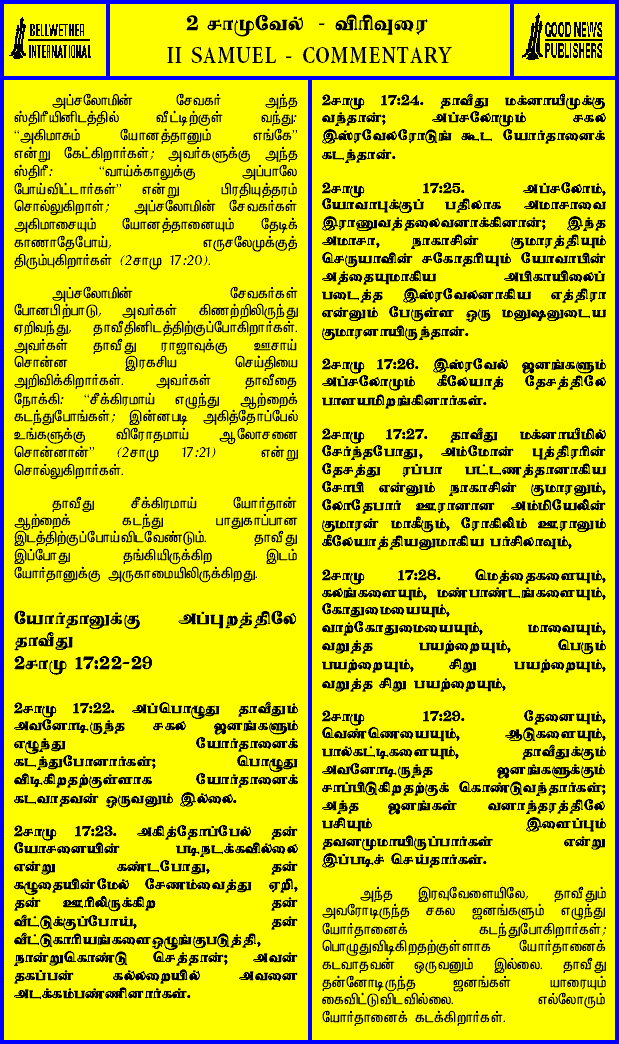 BELLWETHER
INTERNATIONAL
2 சாமுவேல் - விரிவுரை
II SAMUEL - COMMENTARY
GOOD NEWS
PUBLISHERS
அப்சலோமின் சேவகர் அந்த
ஸ்திரீயினிடத்தில் வீட்டிற்குள் வந்து:
“அகிமாசும் யோனத்தானும் எங்கே”
என்று கேட்கிறார்கள்; அவர்களுக்கு அந்த
ஸ்திரீ: “வாய்க்காலுக்கு அப்பாலே
போய்விட்டார்கள்” என்று பிரதியுத்தரம்
சொல்லுகிறாள்; அப்சலோமின் சேவகர்கள்
அகிமாசையும் யோனத்தானையும் தேடிக்
காணாதேபோய், எருசலேமுக்குத்
திரும்புகிறார்கள் (2சாமு 17:20).
அப்சலோமின் சேவகர்கள்
போனபிற்பாடு, அவர்கள் கிணற்றிலிருந்து
ஏறிவந்து, தாவீதினிடத்திற்குப்போகிறார்கள்.
அவர்கள் தாவீது ராஜாவுக்கு ஊசாய்
சொன்ன இரகசிய செய்தியை
அறிவிக்கிறார்கள். அவர்கள் தாவீதை
நோக்கி: “சீக்கிரமாய் எழுந்து ஆற்றைக்
கடந்துபோங்கள்; இன்னபடி அகித்தோப்பேல்
உங்களுக்கு விரோதமாய் ஆலோசனை
சொன்னான்” (2சாமு 17:21) என்று
சொல்லுகிறார்கள்.
தாவீது சீக்கிரமாய் யோர்தான்
ஆற்றைக் கடந்து பாதுகாப்பான
இடத்திற்குப்போய்விடவேண்டும். தாவீது
இப்போது தங்கியிருக்கிற இடம்
யோர்தானுக்கு அருகாமையிலிருக்கிறது.
யோர்தானுக்கு அப்புறத்திலே
தாவீது
2சாமு 17:22-29
2சாமு 17:22. அப்பொழுது தாவீதும்
அவனோடிருந்த சகல ஜனங்களும்
எழுந்து யோர்தானைக்
கடந்துபோனார்கள்; பொழுது
விடிகிறதற்குள்ளாக யோர்தானைக்
கடவாதவன் ஒருவனும் இல்லை.
2சாமு 17:23. அகித்தோப்பேல் தன்
யோசனையின் படிநடக்கவில்லை
என்று கண்டபோது, தன்
கழுதையின்மேல் சேணம்வைத்து ஏறி,
தன் ஊரிலிருக்கிற தன்
வீட்டுக்குப்போய், தன்
வீட்டுகாரியங்களைஒழுங்குபடுத்தி,
நான்றுகொண்டு செத்தான்; அவன்
தகப்பன் கல்லறையில் அவனை
அடக்கம்பண்ணினார்கள்.
2சாமு 17:24. தாவீது மக்னாயீமுக்கு
வந்தான்; அப்சலோமும் சகல
இஸ்ரவேலரோடுங் கூட யோர்தானைக்
கடந்தான்.
2சாமு 17:25. அப்சலோம்,
யோவாபுக்குப் பதிலாக அமாசாவை
இராணுவத்தலைவனாக்கினான்; இந்த
அமாசா, நாகாசின் குமாரத்தியும்
செருயாவின் சகோதரியும் யோவாபின்
அத்தையுமாகிய அபிகாயிலைப்
படைத்த இஸ்ரவேலனாகிய எத்திரா
என்னும் பேருள்ள ஒரு மனுஷனுடைய
குமாரனாயிருந்தான்.
2சாமு 17:26. இஸ்ரவேல் ஜனங்களும்
அப்சலோமும் கீலேயாத் தேசத்திலே
பாளயமிறங்கினார்கள்.
2சாமு 17:27. தாவீது மக்னாயீமில்
சேர்ந்தபோது, அம்மோன் புத்திரரின்
தேசத்து ரப்பா பட்டணத்தானாகிய
சோபி என்னும் நாகாசின் குமாரனும்,
லோதேபார் ஊரானான அம்மியேலின்
குமாரன் மாகீரும், ரோகிலிம் ஊரானும்
கீலேயாத்தியனுமாகிய பர்சிலாவும்,
2சாமு 17:28. மெத்தைகளையும்,
கலங்களையும், மண்பாண்டங்களையும்,
கோதுமையையும்,
வாற்கோதுமையையும், மாவையும்,
வறுத்த பயற்றையும், பெரும்
பயற்றையும், சிறு பயற்றையும்,
வறுத்த சிறு பயற்றையும்,
2சாமு 17:29. தேனையும்,
வெண்ணெயையும், ஆடுகளையும்,
பால்கட்டிகளையும், தாவீதுக்கும்
அவனோடிருந்த ஜனங்களுக்கும்
சாப்பிடுகிறதற்குக் கொண்டுவந்தார்கள்;
அந்த ஜனங்கள் வனாந்தரத்திலே
பசியும் இளைப்பும்
தவனமுமாயிருப்பார்கள் என்று
இப்படிச் செய்தார்கள்.
அந்த இரவுவேளையிலே, தாவீதும்
அவரோடிருந்த சகல ஜனங்களும் எழுந்து
யோர்தானைக் கடந்துபோகிறார்கள்;
பொழுதுவிடிகிறதற்குள்ளாக யோர்தானைக்
கடவாதவன் ஒருவனும் இல்லை. தாவீது
தன்னோடிருந்த ஜனங்கள் யாரையும்
கைவிட்டுவிடவில்லை. எல்லோரும்
யோர்தானைக் கடக்கிறார்கள்.